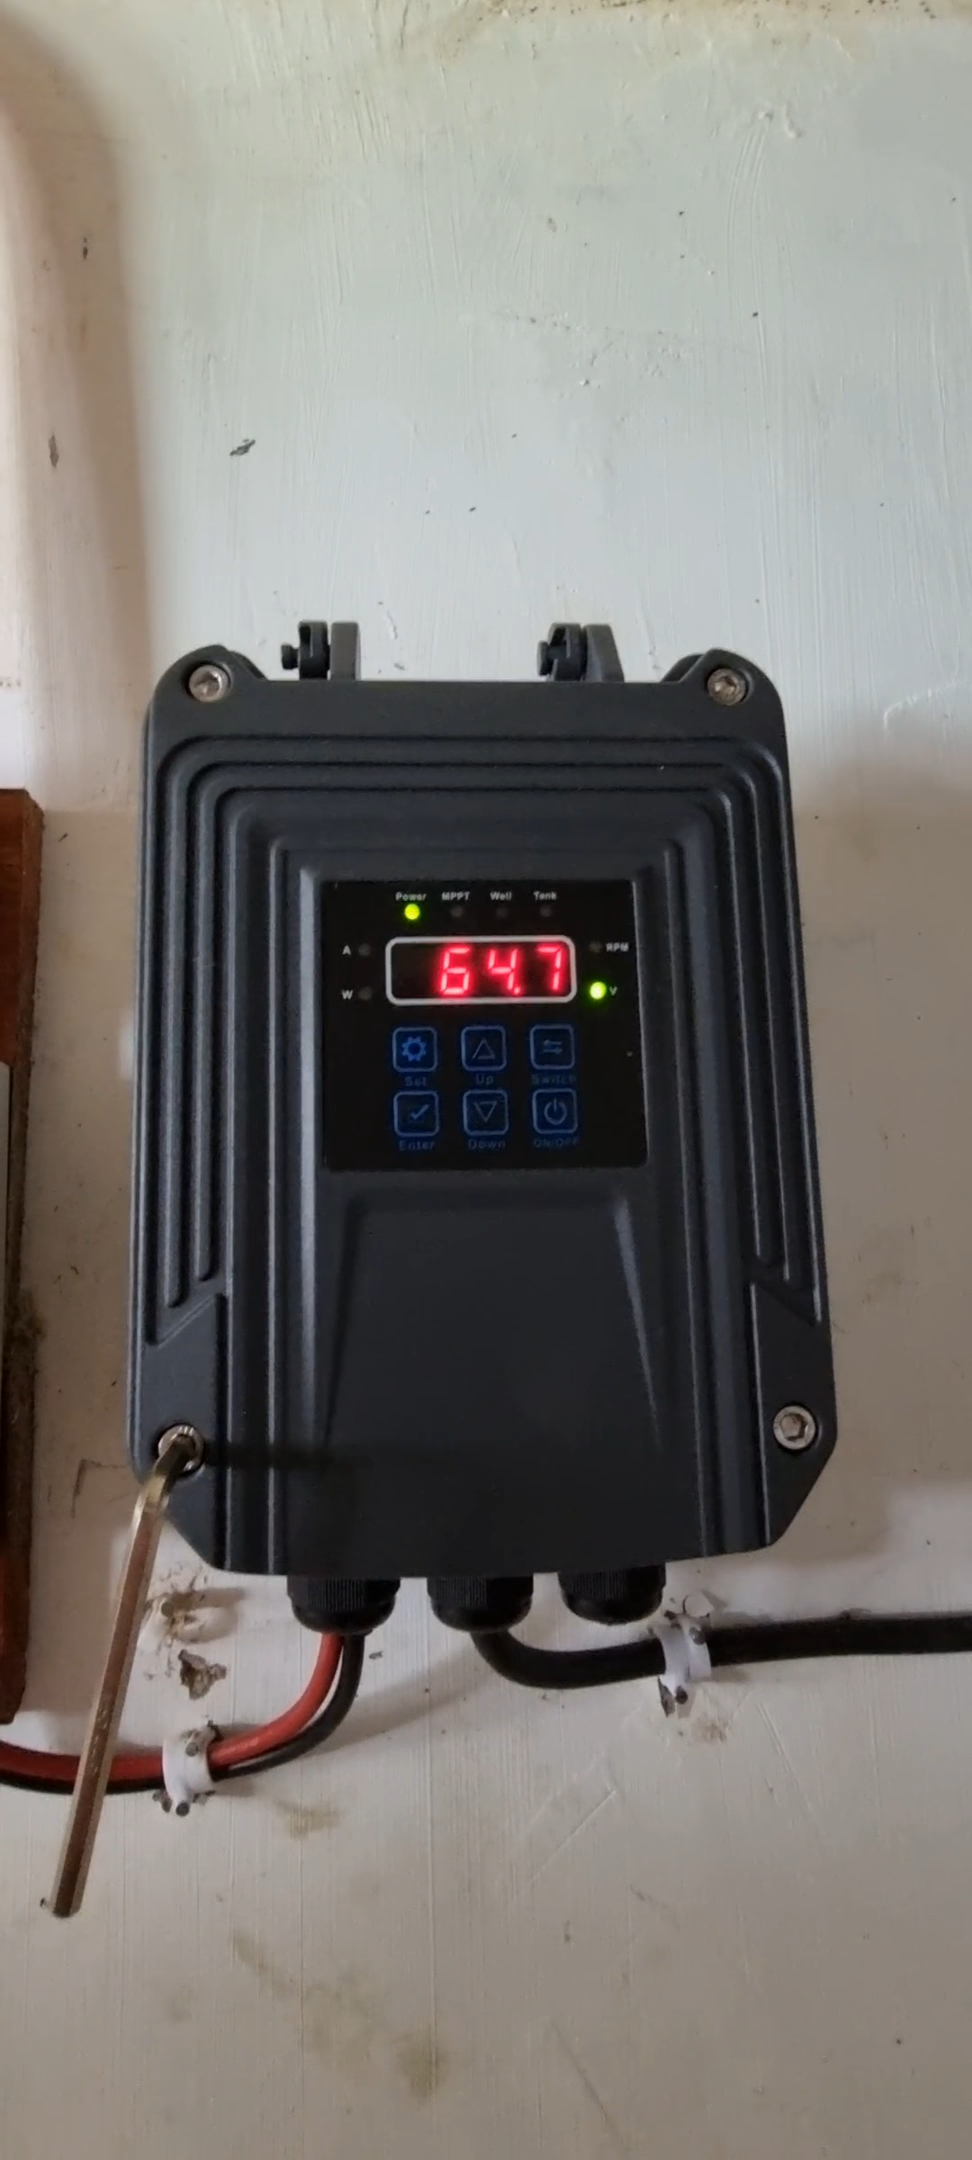 Power MPPT Well Tank
A 64.7 RPM
W V
Set Up Switch
Enter Down ON/OFF